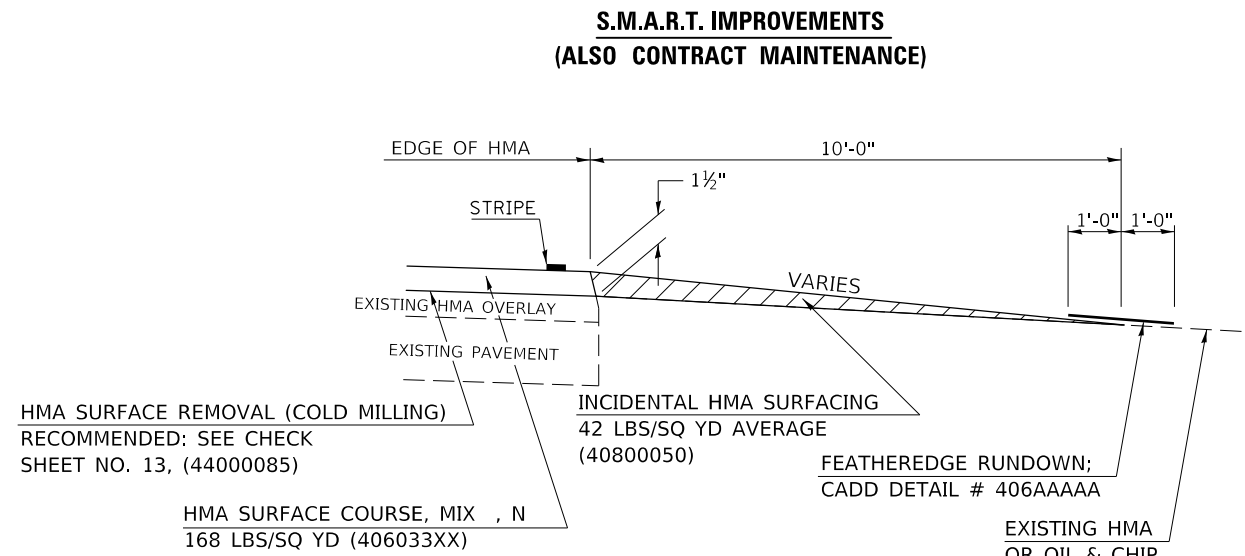 S.M.A.R.T. IMPROVEMENTS
(ALSO CONTRACT MAINTENANCE)
EDGE OF HMA
10'-0"
1½"
STRIPE
1'-0"
1'-0"
VARIES
EXISTING HMA OVERLAY
EXISTING PAVEMENT
HMA SURFACE REMOVAL (COLD MILLING)
RECOMMENDED: SEE CHECK
SHEET NO. 13, (44000085)
INCIDENTAL HMA SURFACING
42 LBS/SQ YD AVERAGE
(40800050)
FEATHEREDGE RUNDOWN;
CADD DETAIL # 406AAAAA
HMA SURFACE COURSE, MIX , N
168 LBS/SQ YD (406033XX)
EXISTING HMA
OR OIL & CHIP